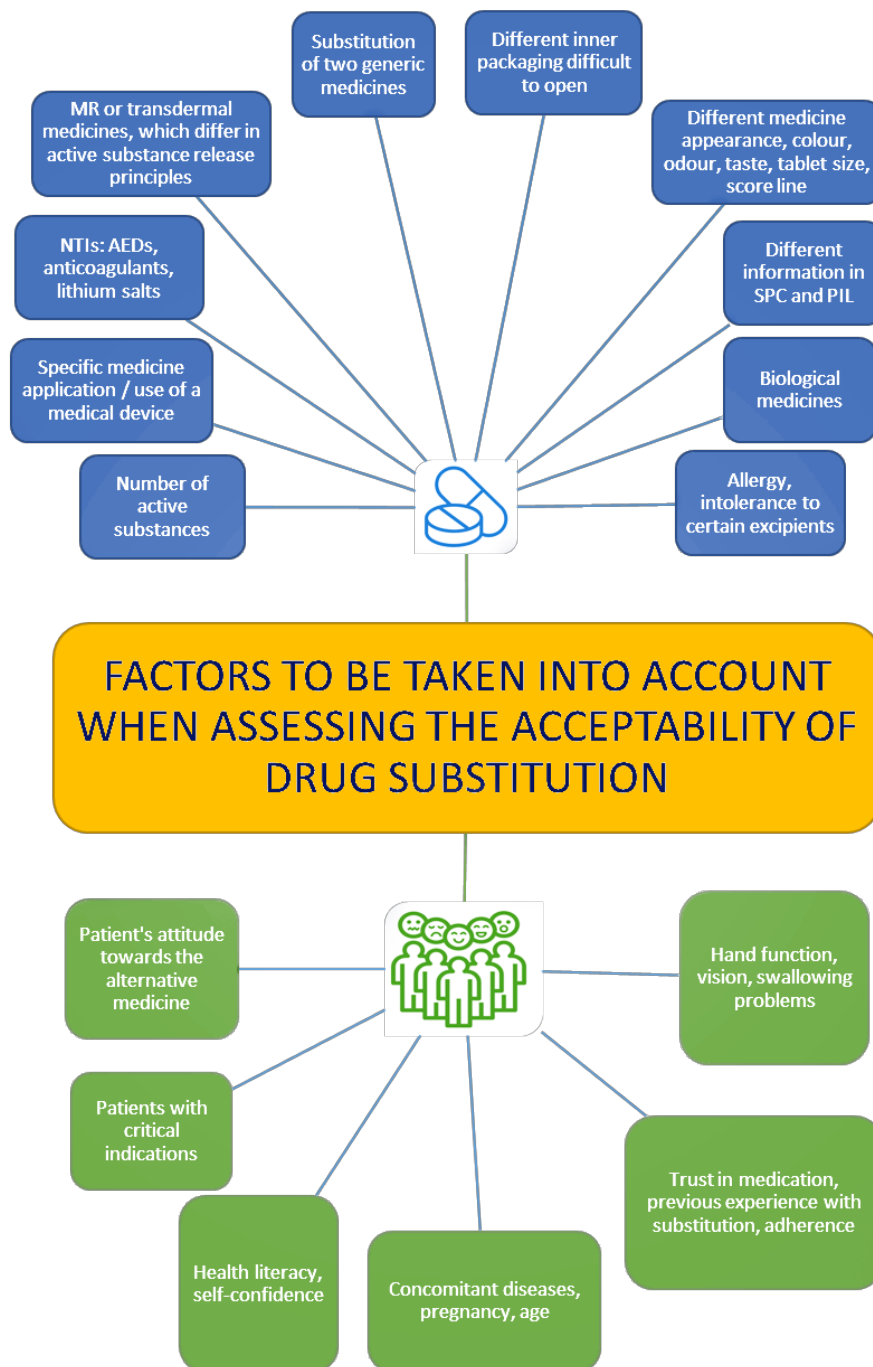 Substitution
of two generic
medicines
Different inner
packaging difficult
to open
MR or transdermal
medicines, which differ in
active substance release
principles
Different medicine
appearance, colour,
odour, taste, tablet size,
score line
NTIs: AEDs,
anticoagulants,
lithium salts
Different
information in
SPC and PIL
Specific medicine
application / use of a
medical device
Biological
medicines
Number of
active
substances
Allergy,
intolerance to
certain excipients
FACTORS TO BE TAKEN INTO ACCOUNT
WHEN ASSESSING THE ACCEPTABILITY OF
DRUG SUBSTITUTION
Patient's attitude
towards the
alternative
medicine
Hand function,
vision, swallowing
problems
Patients with
critical
indications
Trust in medication,
previous experience with
substitution, adherence
Health literacy,
self-confidence
Concomitant diseases,
pregnancy, age